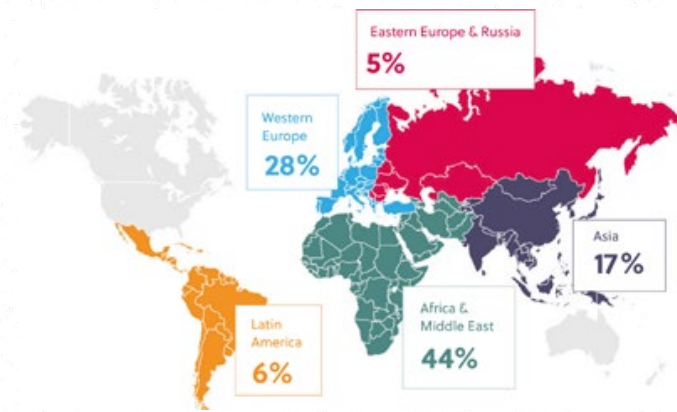 Eastern Europe & Russia
5%
Western
Europe
28%
Asia
17%
Africa &
Middle East
44%
Latin
America
6%